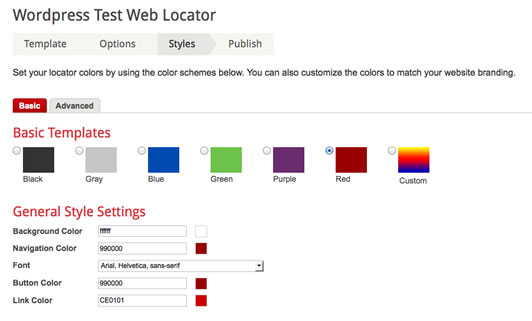 Wordpress Test Web Locator
Template Options Styles Publish
Set your locator colors by using the color schemes below. You can also customize the colors to match your website branding.
Basic Advanced
Basic Templates
Black Gray Blue Green Purple Red Custom
General Style Settings
Background Color ffffff
Navigation Color 990000
Font Arial, Helvetica, sans-serif
Button Color 990000
Link Color CE0101